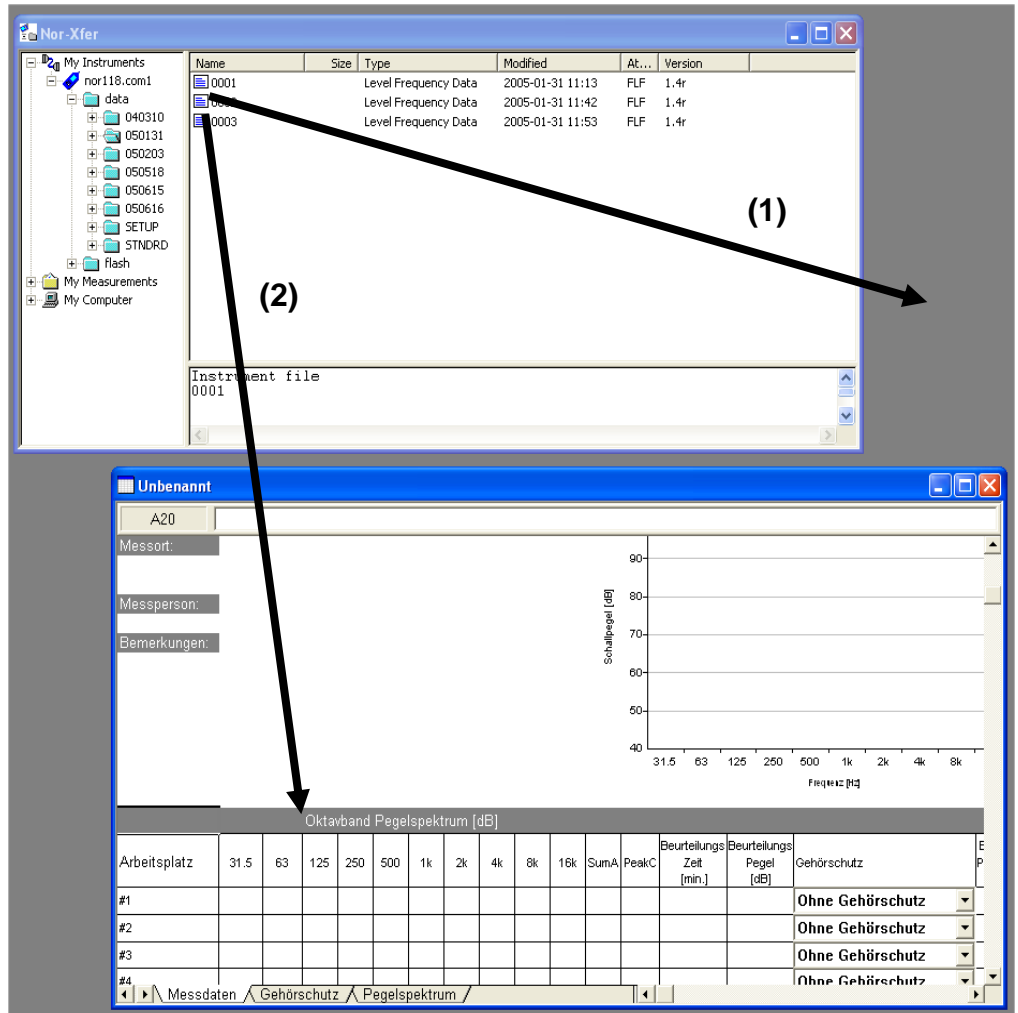 Nor-Xfer
My Instruments
nor118.com1
data
040310
050131
050203
050518
050615
050616
SETUP
STNDRD
flash
My Measurements
My Computer
Name Size Type Modified At... Version
0001 Level Frequency Data 2005-01-31 11:13 FLF 1.4r
Level Frequency Data 2005-01-31 11:42 FLF 1.4r
0003 Level Frequency Data 2005-01-31 11:53 FLF 1.4r
(1)
(2)
Instrument file
0001
Unbenannt
A20
Messort:
Messperson:
Bemerkungen:
Schallpegel [dB]
90
80
70
60
50
40
31.5 63 125 250 500 1k 2k 4k 8k
Frequenz [Hz]
Oktavband Pegelspektrum [dB]
Arbeitsplatz 31.5 63 125 250 500 1k 2k 4k 8k 16k SumA PeakC Beurteilungs Zeit [min.] Beurteilungs Pegel [dB] Gehörschutz
#1 Ohne Gehörschutz
#2 Ohne Gehörschutz
#3 Ohne Gehörschutz
#4 Ohne Gehörschutz
Messdaten Gehörschutz Pegelspektrum